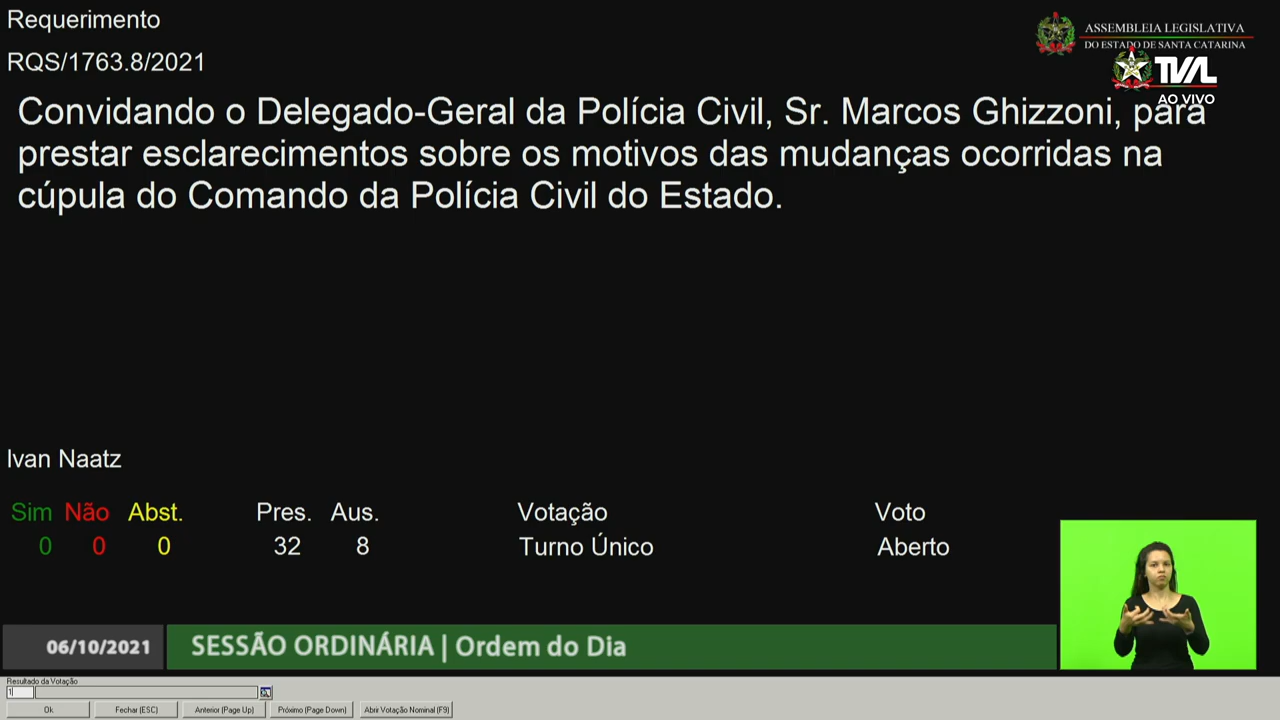 Requerimento
RQS/1763.8/2021
ASSEMBLEIA LEGISLATIVA
DO ESTADO DE SANTA CATARINA
TVAL
AO VIVO
Convidando o Delegado-Geral da Polícia Civil, Sr. Marcos Ghizzoni, para
prestar esclarecimentos sobre os motivos das mudanças ocorridas na
cúpula do Comando da Polícia Civil do Estado.
Ivan Naatz
Sim Não Abst. Pres. Aus. Votação Voto
0 0 0 32 8 Turno Único Aberto
06/10/2021 SESSÃO ORDINÁRIA | Ordem do Dia
Resultado da Votação
1
Ok Fechar (ESC) Anterior (Page Up) Próximo (Page Down) Abrir Votação Nominal (F9)